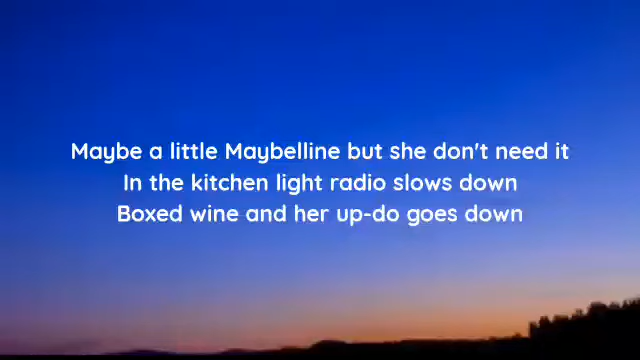 Maybe a little Maybelline but she don't need it
In the kitchen light radio slows down
Boxed wine and her up-do goes down